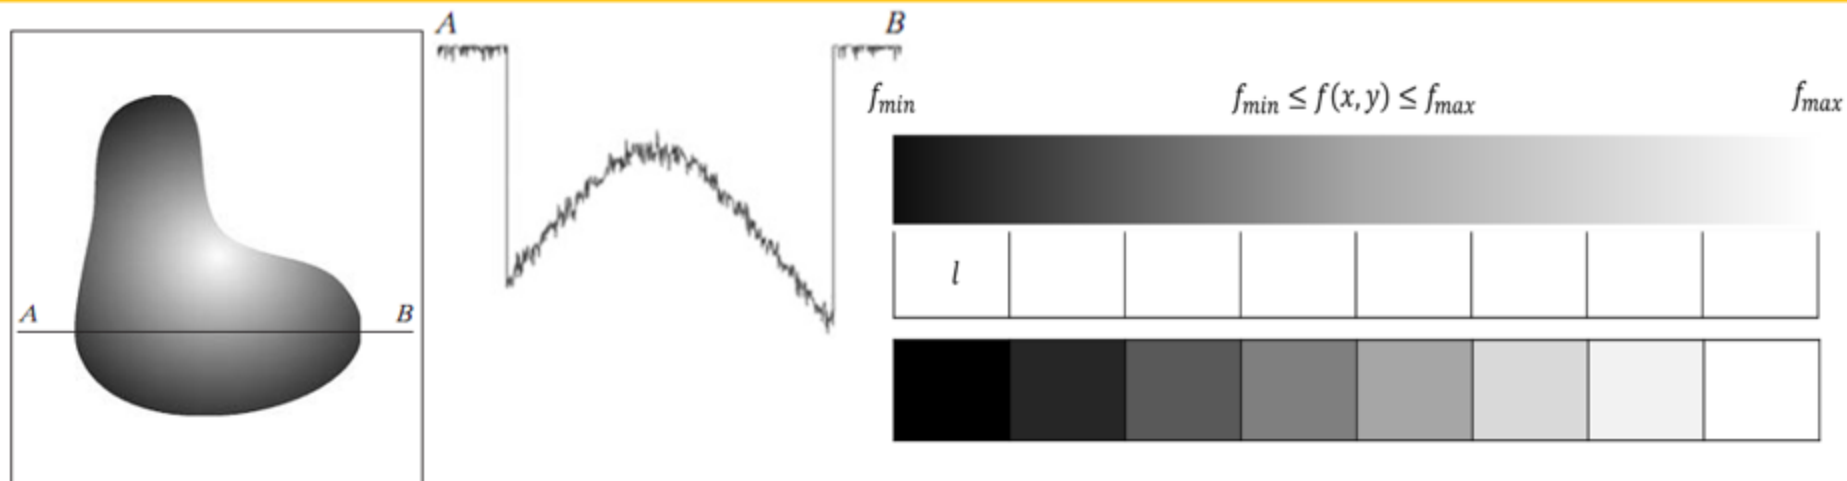 A B
f_min f_min ≤ f(x, y) ≤ f_max f_max
l
A B